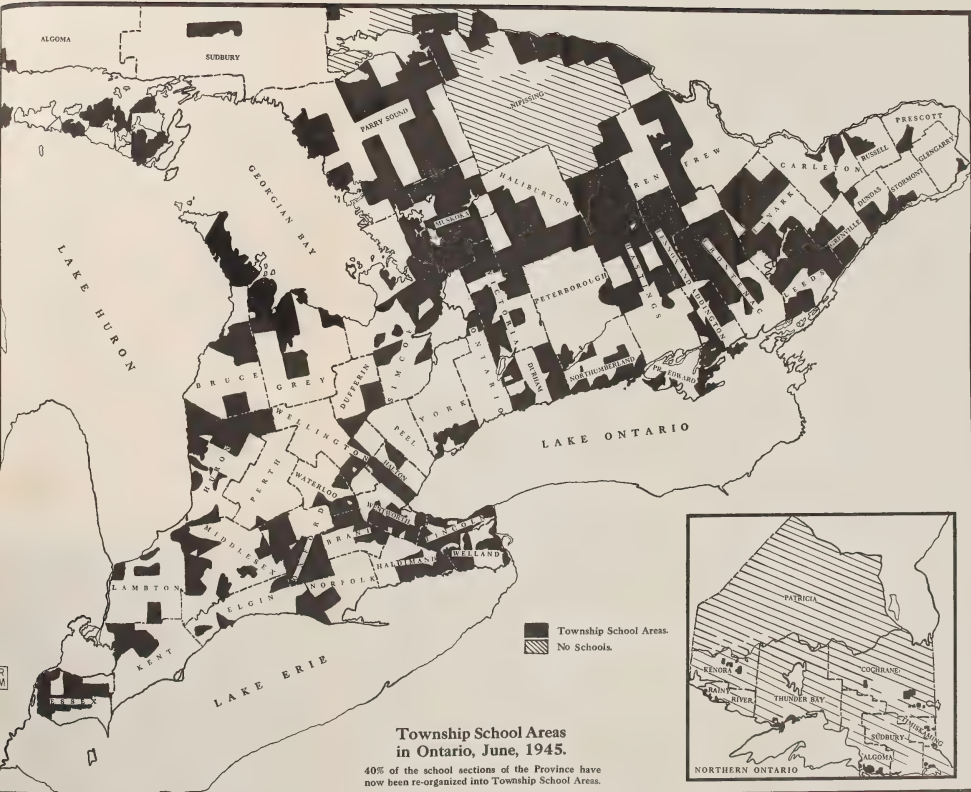 ALGOMA
SUDBURY
PARRY SOUND
NIPISSING
GEORGIAN BAY
LAKE HURON
MUSKOKA
HALIBURTON
RENFREW
CARLETON
RUSSELL
PRESCOTT
GLENGARRY
STORMONT
DUNDAS
GRENVILLE
LANARK
LEEDS
FRONTENAC
LENNOX AND ADDINGTON
HASTINGS
PETERBOROUGH
VICTORIA
NORTHUMBERLAND
PR. EDWARD
DURHAM
ONTARIO
SIMCOE
YORK
PEEL
HALTON
DUFFERIN
GREY
BRUCE
WELLINGTON
HURON
PERTH
WATERLOO
WENTWORTH
LINCOLN
WELLAND
HALDIMAND
BRANT
OXFORD
NORFOLK
MIDDLESEX
ELGIN
LAMBTON
KENT
ESSEX
LAKE ONTARIO
LAKE ERIE
Township School Areas.
No Schools.
Township School Areas
in Ontario, June, 1945.
40% of the school sections of the Province have
now been re-organized into Township School Areas.
PATRICIA
KENORA
COCHRANE
RAINY
RIVER
THUNDER BAY
TIMISKAMING
SUDBURY
ALGOMA
NORTHERN ONTARIO